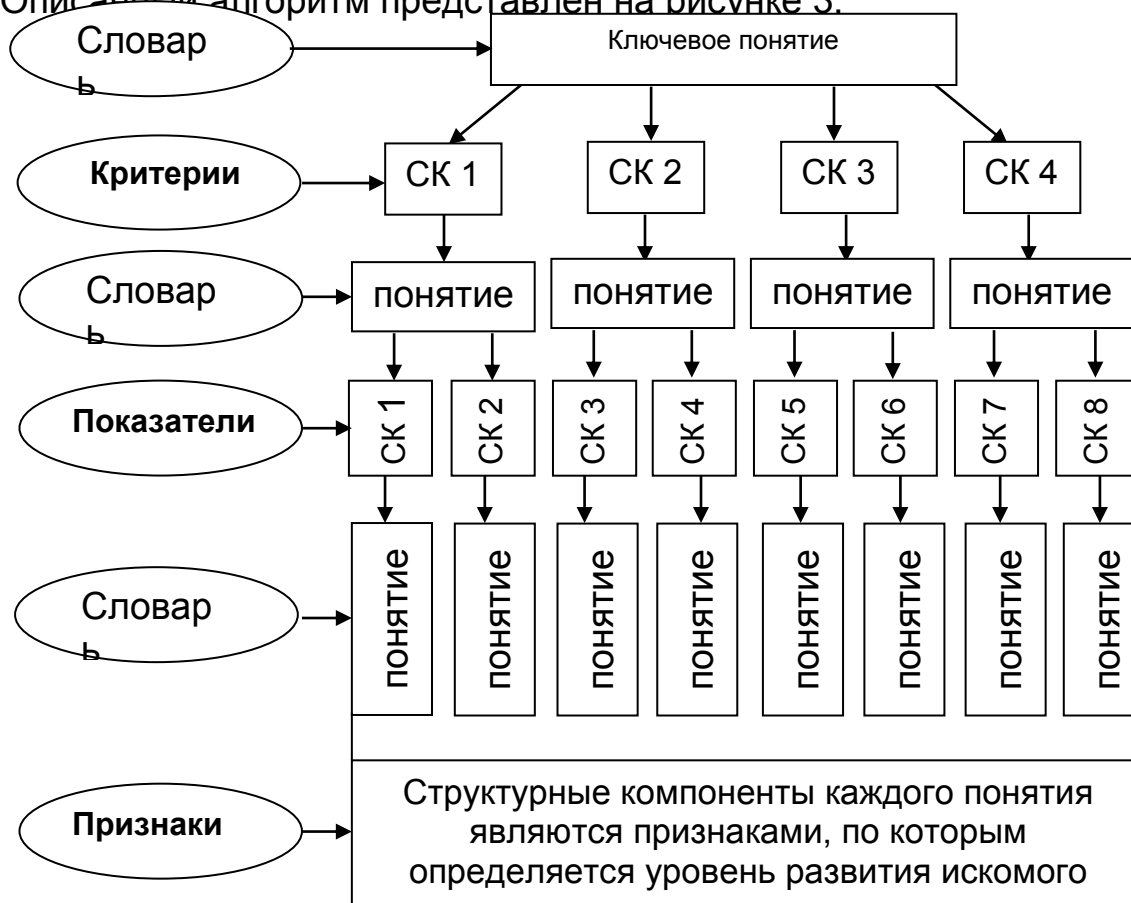 Описанный алгоритм представлен на рисунке 3.
Словар
ь
Ключевое понятие
Критерии
СК 1
СК 2
СК 3
СК 4
Словар
ь
понятие
понятие
понятие
понятие
Показатели
СК 1
СК 2
СК 3
СК 4
СК 5
СК 6
СК 7
СК 8
Словар
ь
понятие
понятие
понятие
понятие
понятие
понятие
понятие
понятие
Признаки
Структурные компоненты каждого понятия
являются признаками, по которым
определяется уровень развития искомого